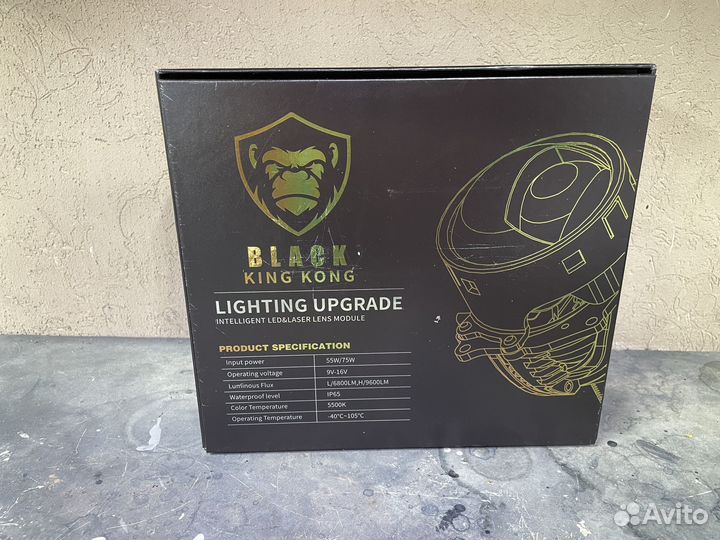 BLACK
KING KONG
LIGHTING UPGRADE
INTELLIGENT LED&LASER LENS MODULE
PRODUCT SPECIFICATION
Input power 55W/75W
Operating voltage 9V-16V
Luminous Flux L/6800LM,H/9600LM
Waterproof level IP65
Color Temperature 5500K
Operating Temperature -40°C~105°C
Avito